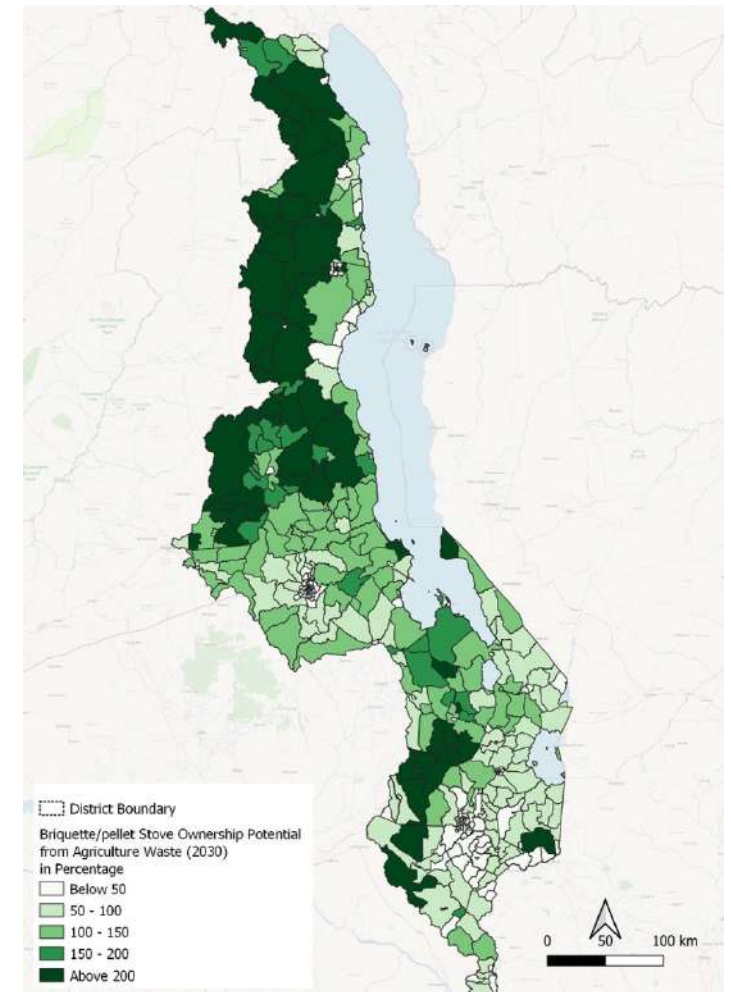 District Boundary
Briquette/pellet Stove Ownership Potential
from Agriculture Waste (2030)
in Percentage
Below 50
50 - 100
100 - 150
150 - 200
Above 200
0 50 100 km